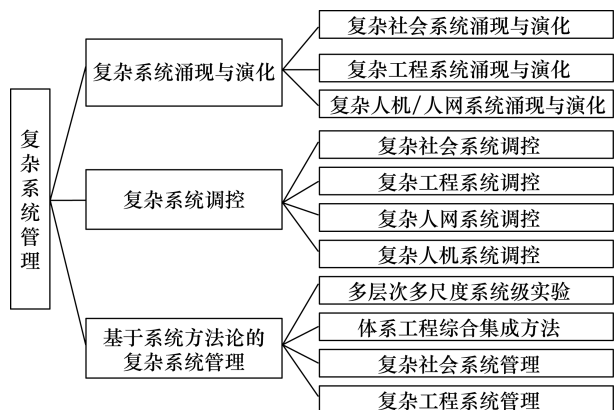 复杂系统管理
复杂系统涌现与演化
复杂社会系统涌现与演化
复杂工程系统涌现与演化
复杂人机/人网系统涌现与演化
复杂系统调控
复杂社会系统调控
复杂工程系统调控
复杂人网系统调控
复杂人机系统调控
基于系统方法论的
复杂系统管理
多层次多尺度系统级实验
体系工程综合集成方法
复杂社会系统管理
复杂工程系统管理